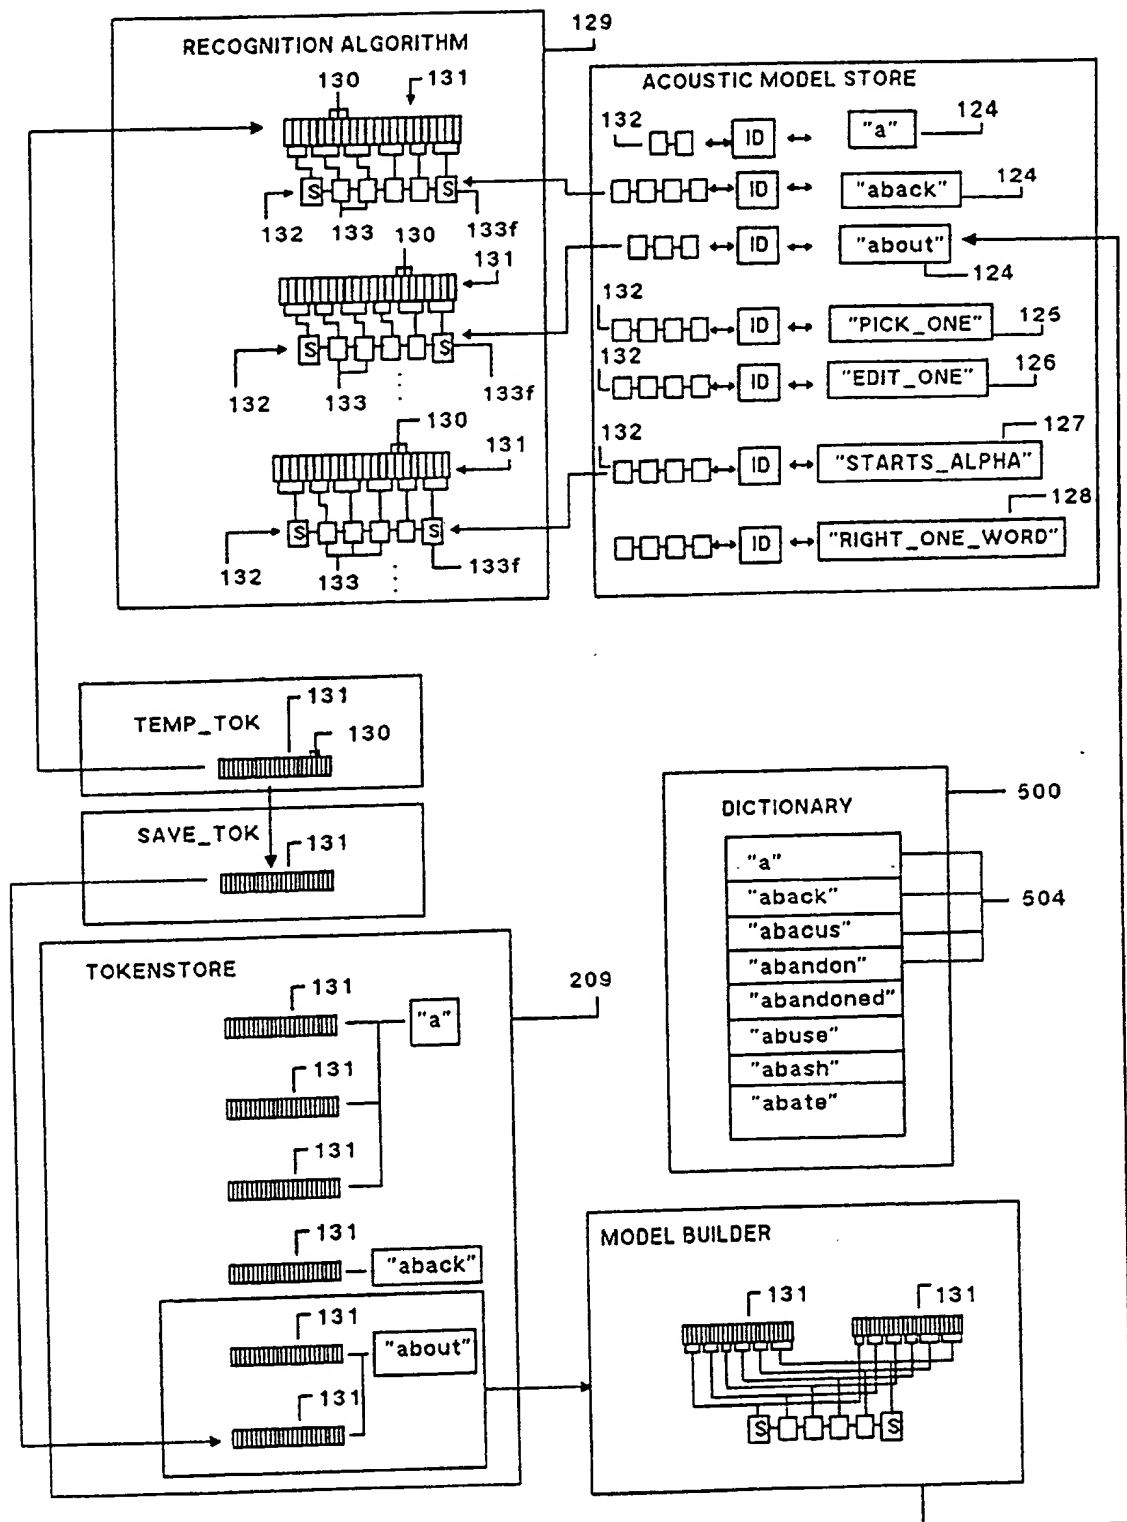 RECOGNITION ALGORITHM
129
130
131
S
S
132
133
133f
130
131
S
S
132
133
133f
130
131
S
S
132
133
133f
ACOUSTIC MODEL STORE
132
ID
"a"
124
ID
"aback"
124
ID
"about"
124
132
ID
"PICK_ONE"
125
132
ID
"EDIT_ONE"
126
132
ID
"STARTS_ALPHA"
127
ID
"RIGHT_ONE_WORD"
128
TEMP_TOK
131
130
SAVE_TOK
131
DICTIONARY
500
"a"
"aback"
"abacus"
"abandon"
"abandoned"
"abuse"
"abash"
"abate"
504
TOKENSTORE
209
131
"a"
131
131
131
"aback"
131
"about"
131
MODEL BUILDER
131
131
S
S